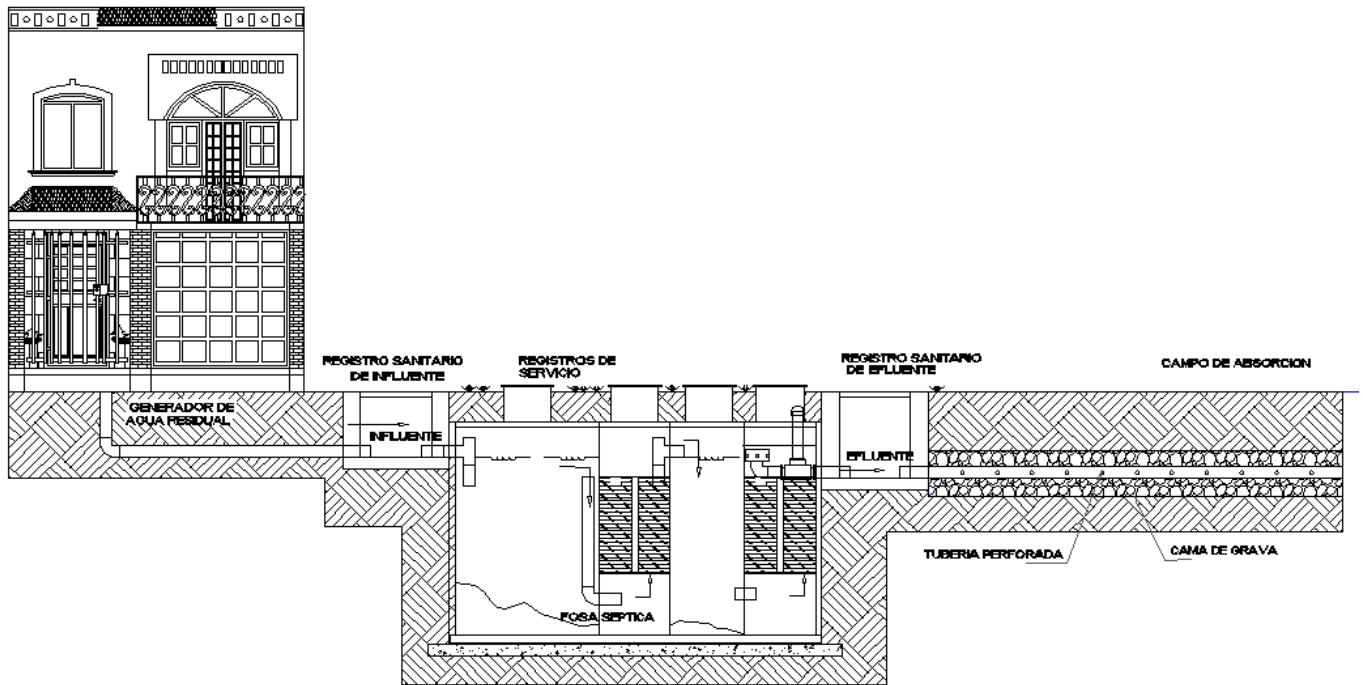 REGISTRO SANITARIO
DE INFLUENTE
REGISTROS DE
SERVICIO
REGISTRO SANITARIO
DE EFLUENTE
CAMPO DE ABSORCION
GENERADOR DE
AGUA RESIDUAL
INFLUENTE
EFLUENTE
TUBERIA PERFORADA
CAMA DE GRAVA
FOSA SEPTICA